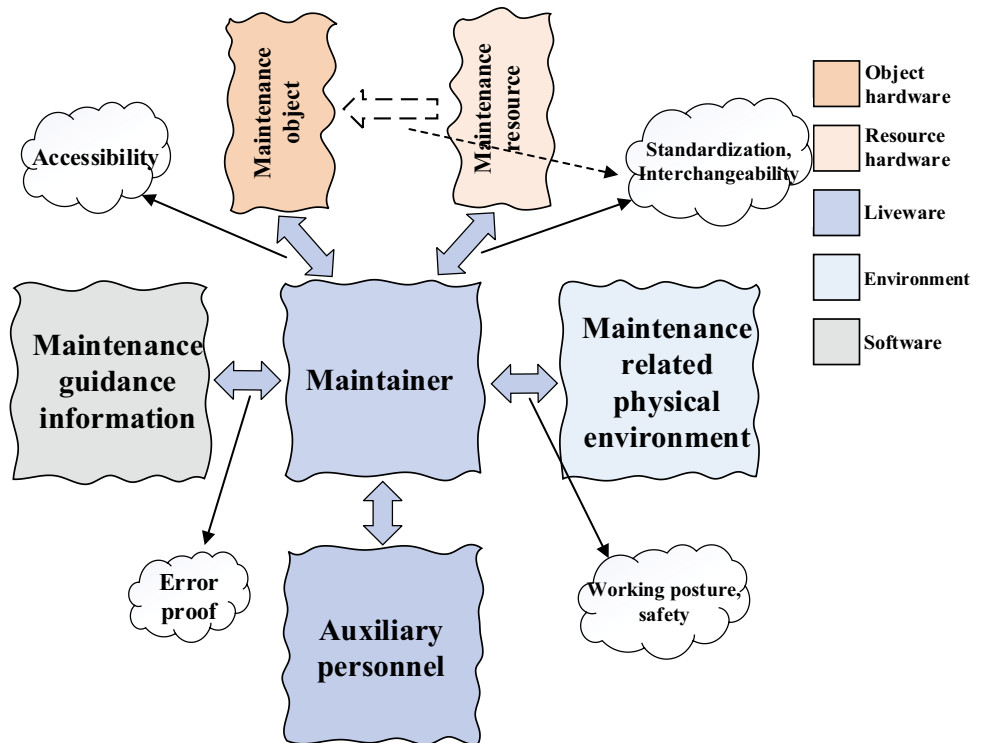 Maintenance
object
Maintenance
resource
Object
hardware
Resource
hardware
Liveware
Environment
Software
Accessibility
Standardization,
Interchangeability
Maintenance
guidance
information
Maintainer
Maintenance
related
physical
environment
Error
proof
Working posture,
safety
Auxiliary
personnel